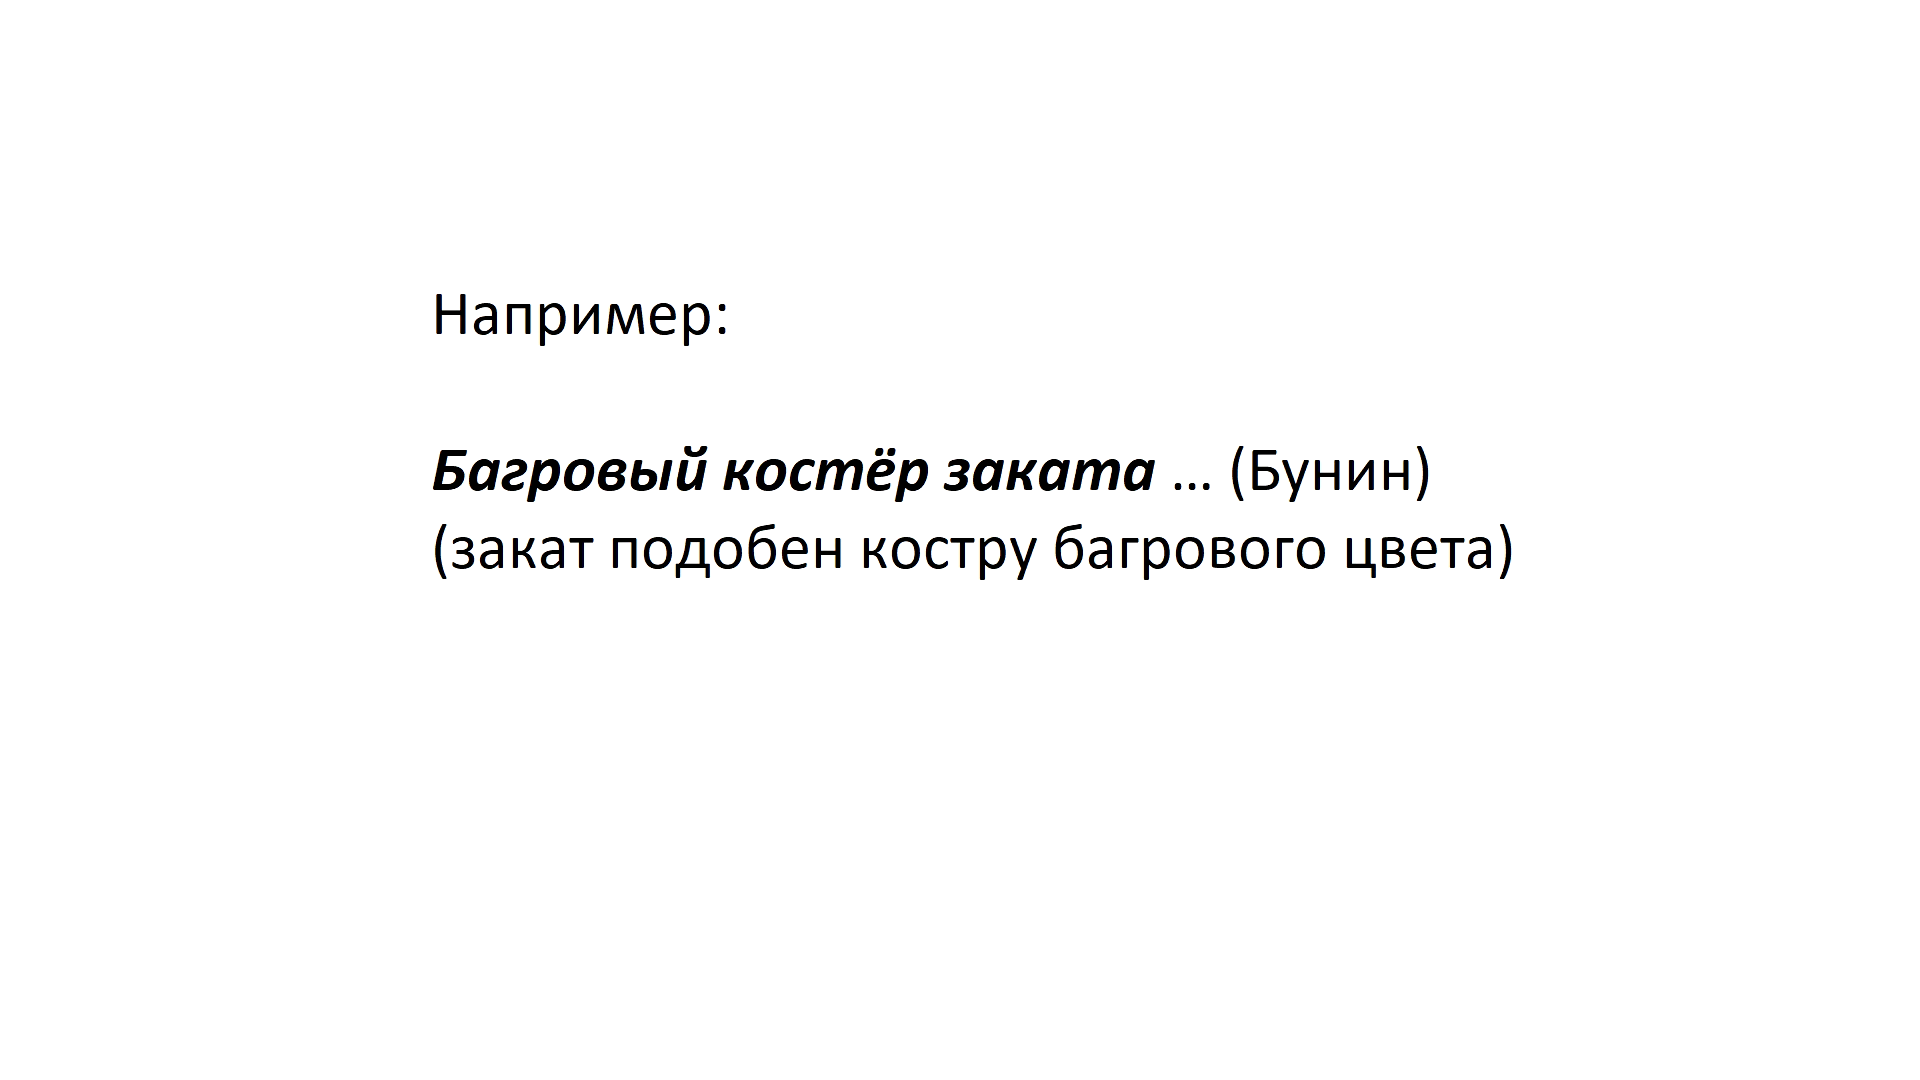 Например:
Багровый костёр заката ... (Бунин)
(закат подобен костру багрового цвета)